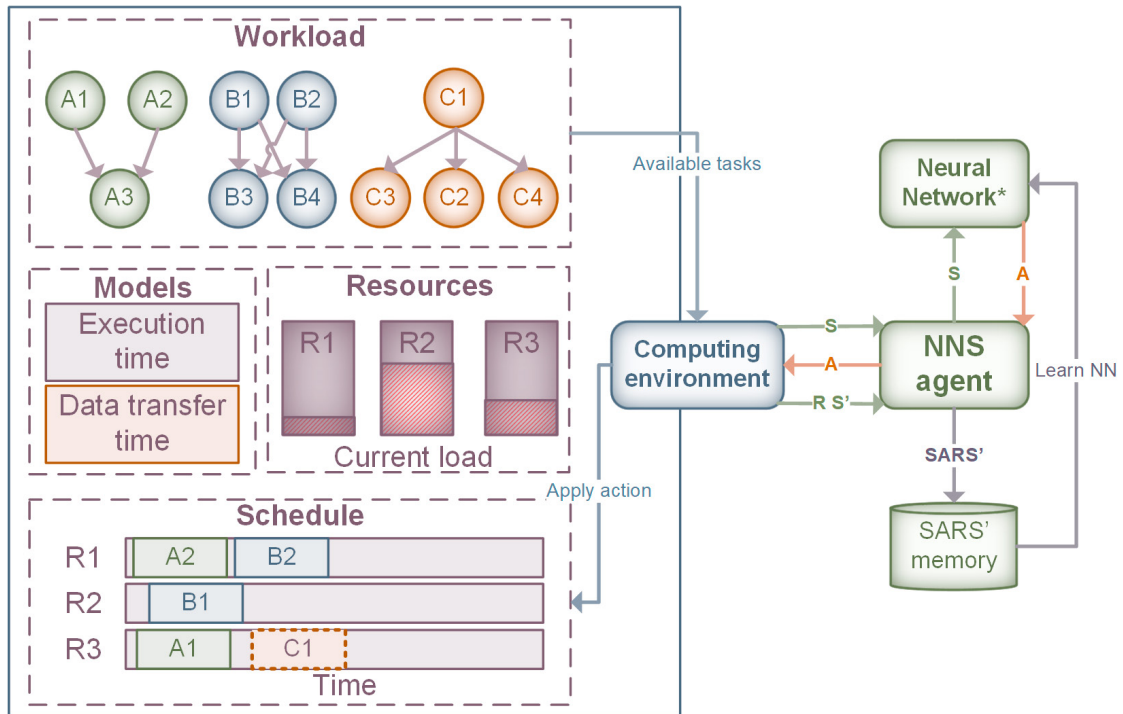 Workload
A1
A2
B1
B2
C1
A3
B3
B4
C3
C2
C4
Available tasks
Models
Execution
time
Data transfer
time
Resources
R1
R2
R3
Current load
Apply action
Schedule
R1
A2
B2
R2
B1
R3
A1
C1
Time
Computing
environment
S
A
R S’
Neural
Network*
S
A
NNS
agent
Learn NN
SARS’
SARS’
memory